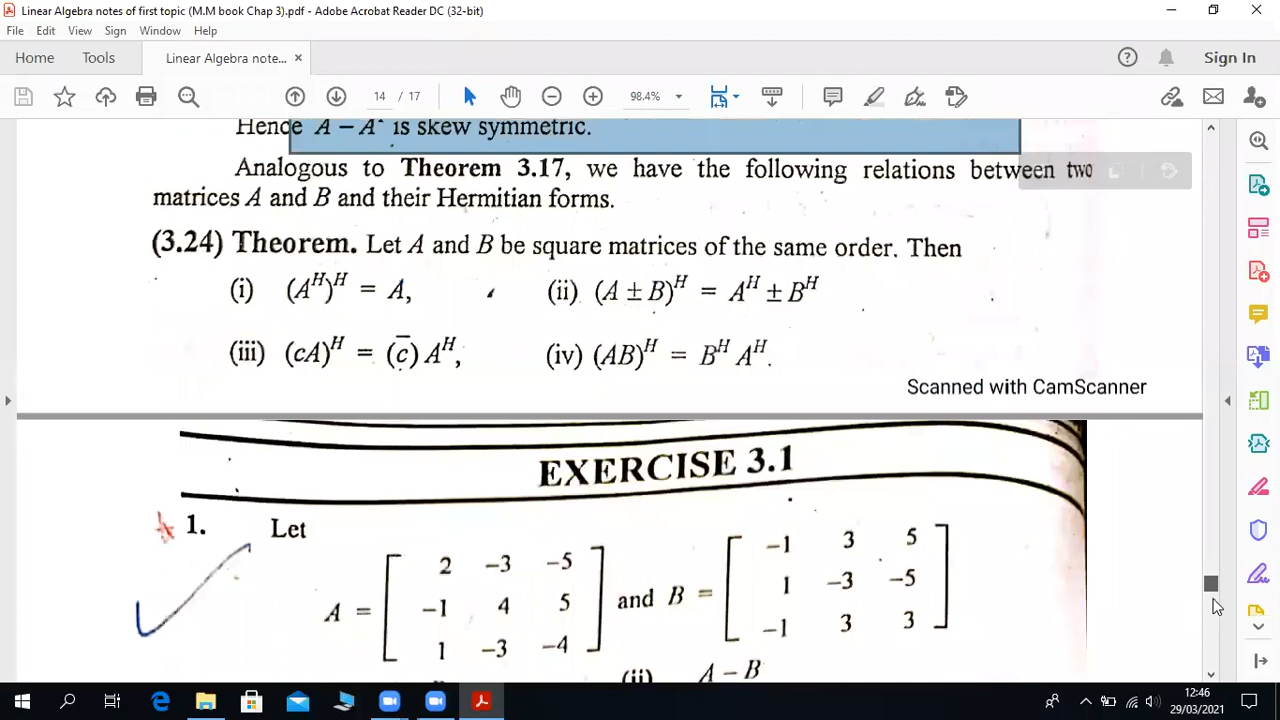 Linear Algebra notes of first topic (M.M book Chap 3).pdf - Adobe Acrobat Reader DC (32-bit)
File Edit View Sign Window Help
Home Tools Linear Algebra note... × Sign In
14 / 17 98.4%
Hence A – Aᵗ is skew symmetric.
Analogous to Theorem 3.17, we have the following relations between two
matrices A and B and their Hermitian forms.
(3.24) Theorem. Let A and B be square matrices of the same order. Then
(i) (A^H)^H = A, (ii) (A ± B)^H = A^H ± B^H
(iii) (cA)^H = (c̄) A^H, (iv) (AB)^H = B^H A^H.
Scanned with CamScanner
EXERCISE 3.1
1. Let
A = [ 2 –3 –5
–1 4 5
1 –3 –4 ] and B = [ –1 3 5
1 –3 –5
–1 3 3 ]
(ii) A – B
12:46
29/03/2021